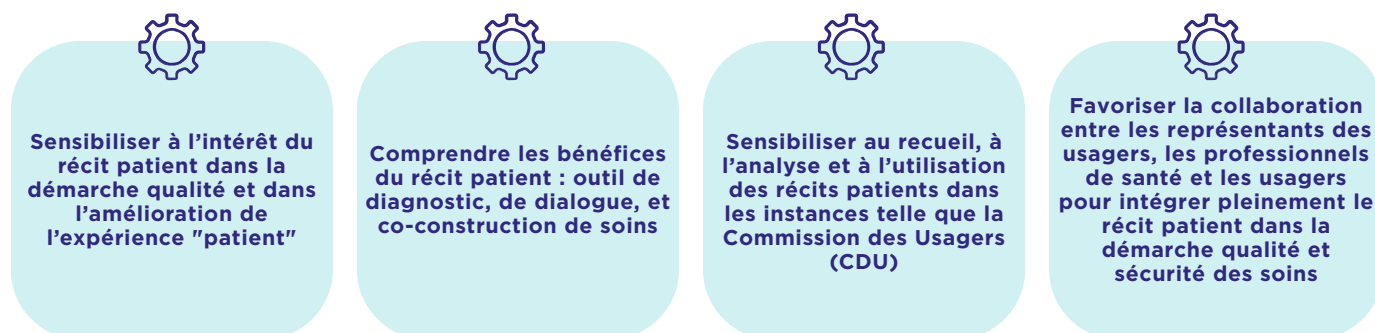 Sensibiliser à l’intérêt du
récit patient dans la
démarche qualité et dans
l’amélioration de
l’expérience "patient"
Comprendre les bénéfices
du récit patient : outil de
diagnostic, de dialogue, et
co-construction de soins
Sensibiliser au recueil, à
l’analyse et à l’utilisation
des récits patients dans
les instances telle que la
Commission des Usagers
(CDU)
Favoriser la collaboration
entre les représentants des
usagers, les professionnels
de santé et les usagers
pour intégrer pleinement le
récit patient dans la
démarche qualité et
sécurité des soins